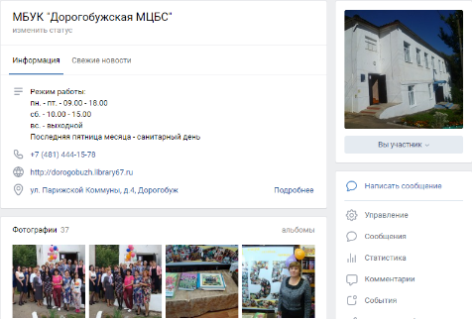 МБУК "Дорогобужская МЦБС"
изменить статус
Информация
Свежие новости
Режим работы:
пн. - пт. - 09.00 - 18.00
сб. - 10.00 - 15.00
вс. - выходной
Последняя пятница месяца - санитарный день
+7 (481) 444-15-78
http://dorogobuzh.library67.ru
ул. Парижской Коммуны, д.4, Дорогобуж
Подробнее
Фотографии 37
альбомы
Вы участник
Написать сообщение
Управление
Сообщения
Статистика
Комментарии
События